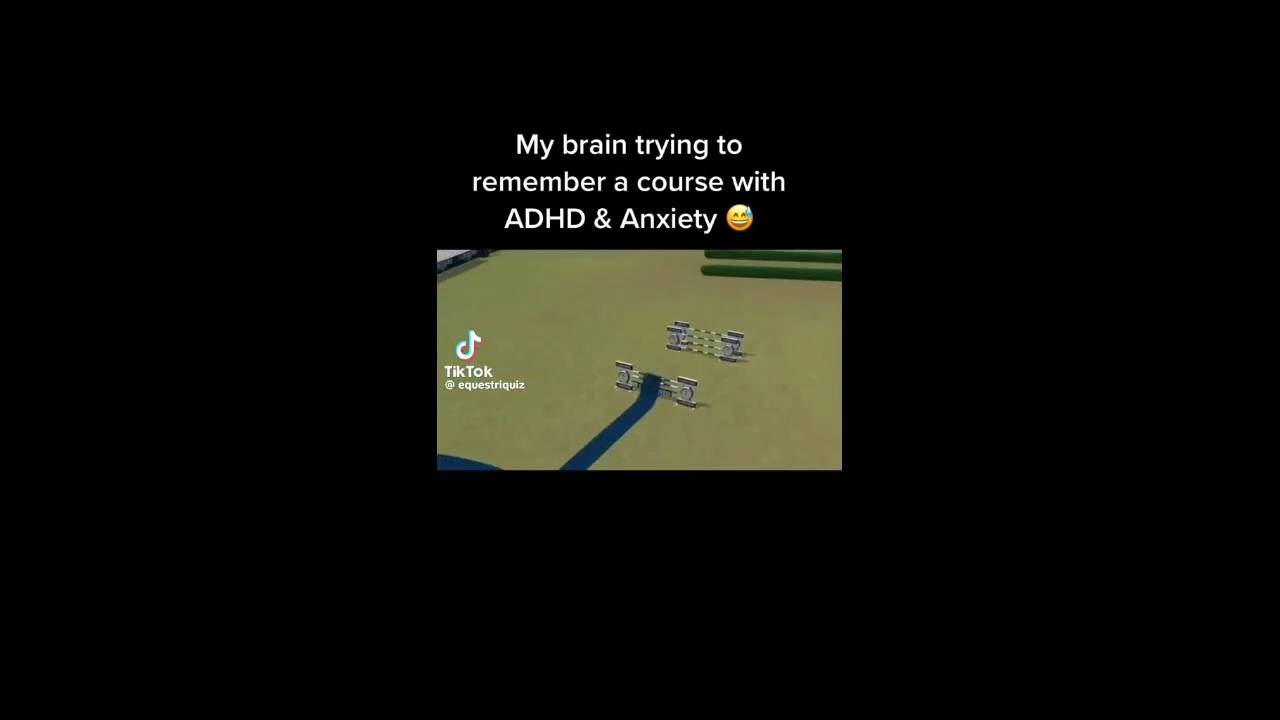 My brain trying to
remember a course with
ADHD & Anxiety 😅
TikTok
@ equestriquiz